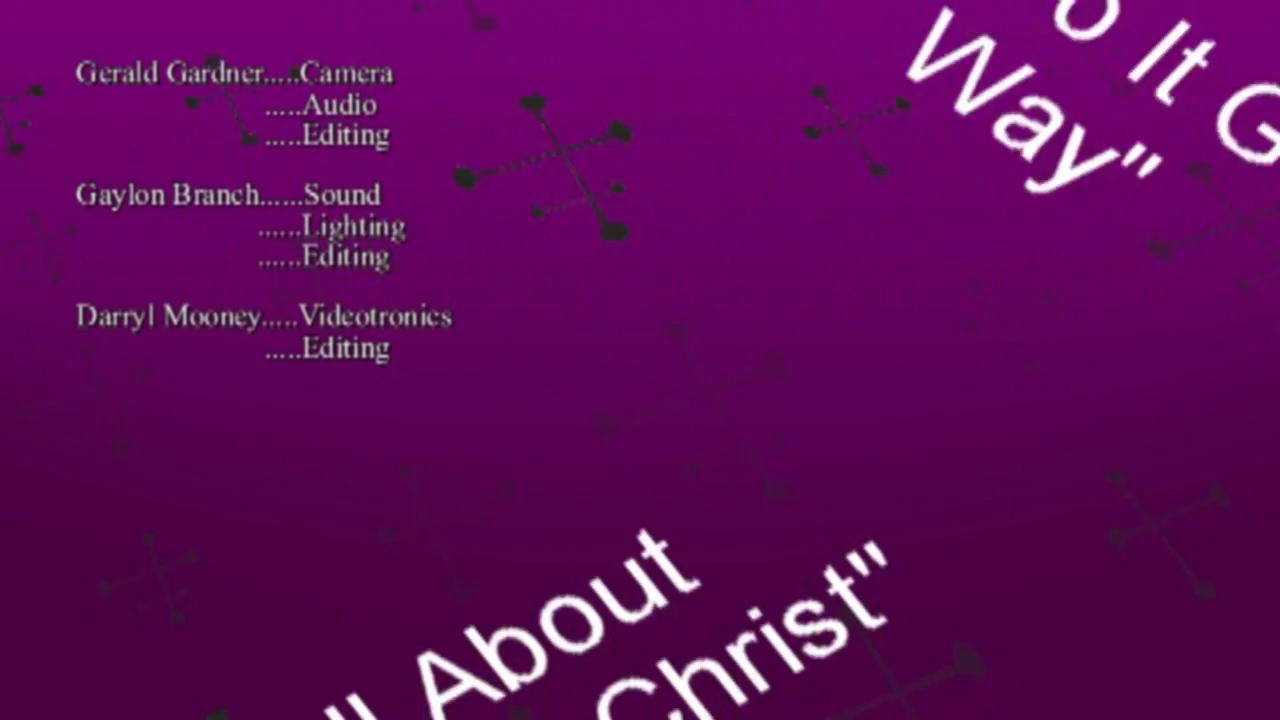 Gerald Gardner.....Camera
.....Audio
.....Editing
Gaylon Branch......Sound
......Lighting
......Editing
Darryl Mooney.....Videotronics
.....Editing
It
Way"
About
Christ"